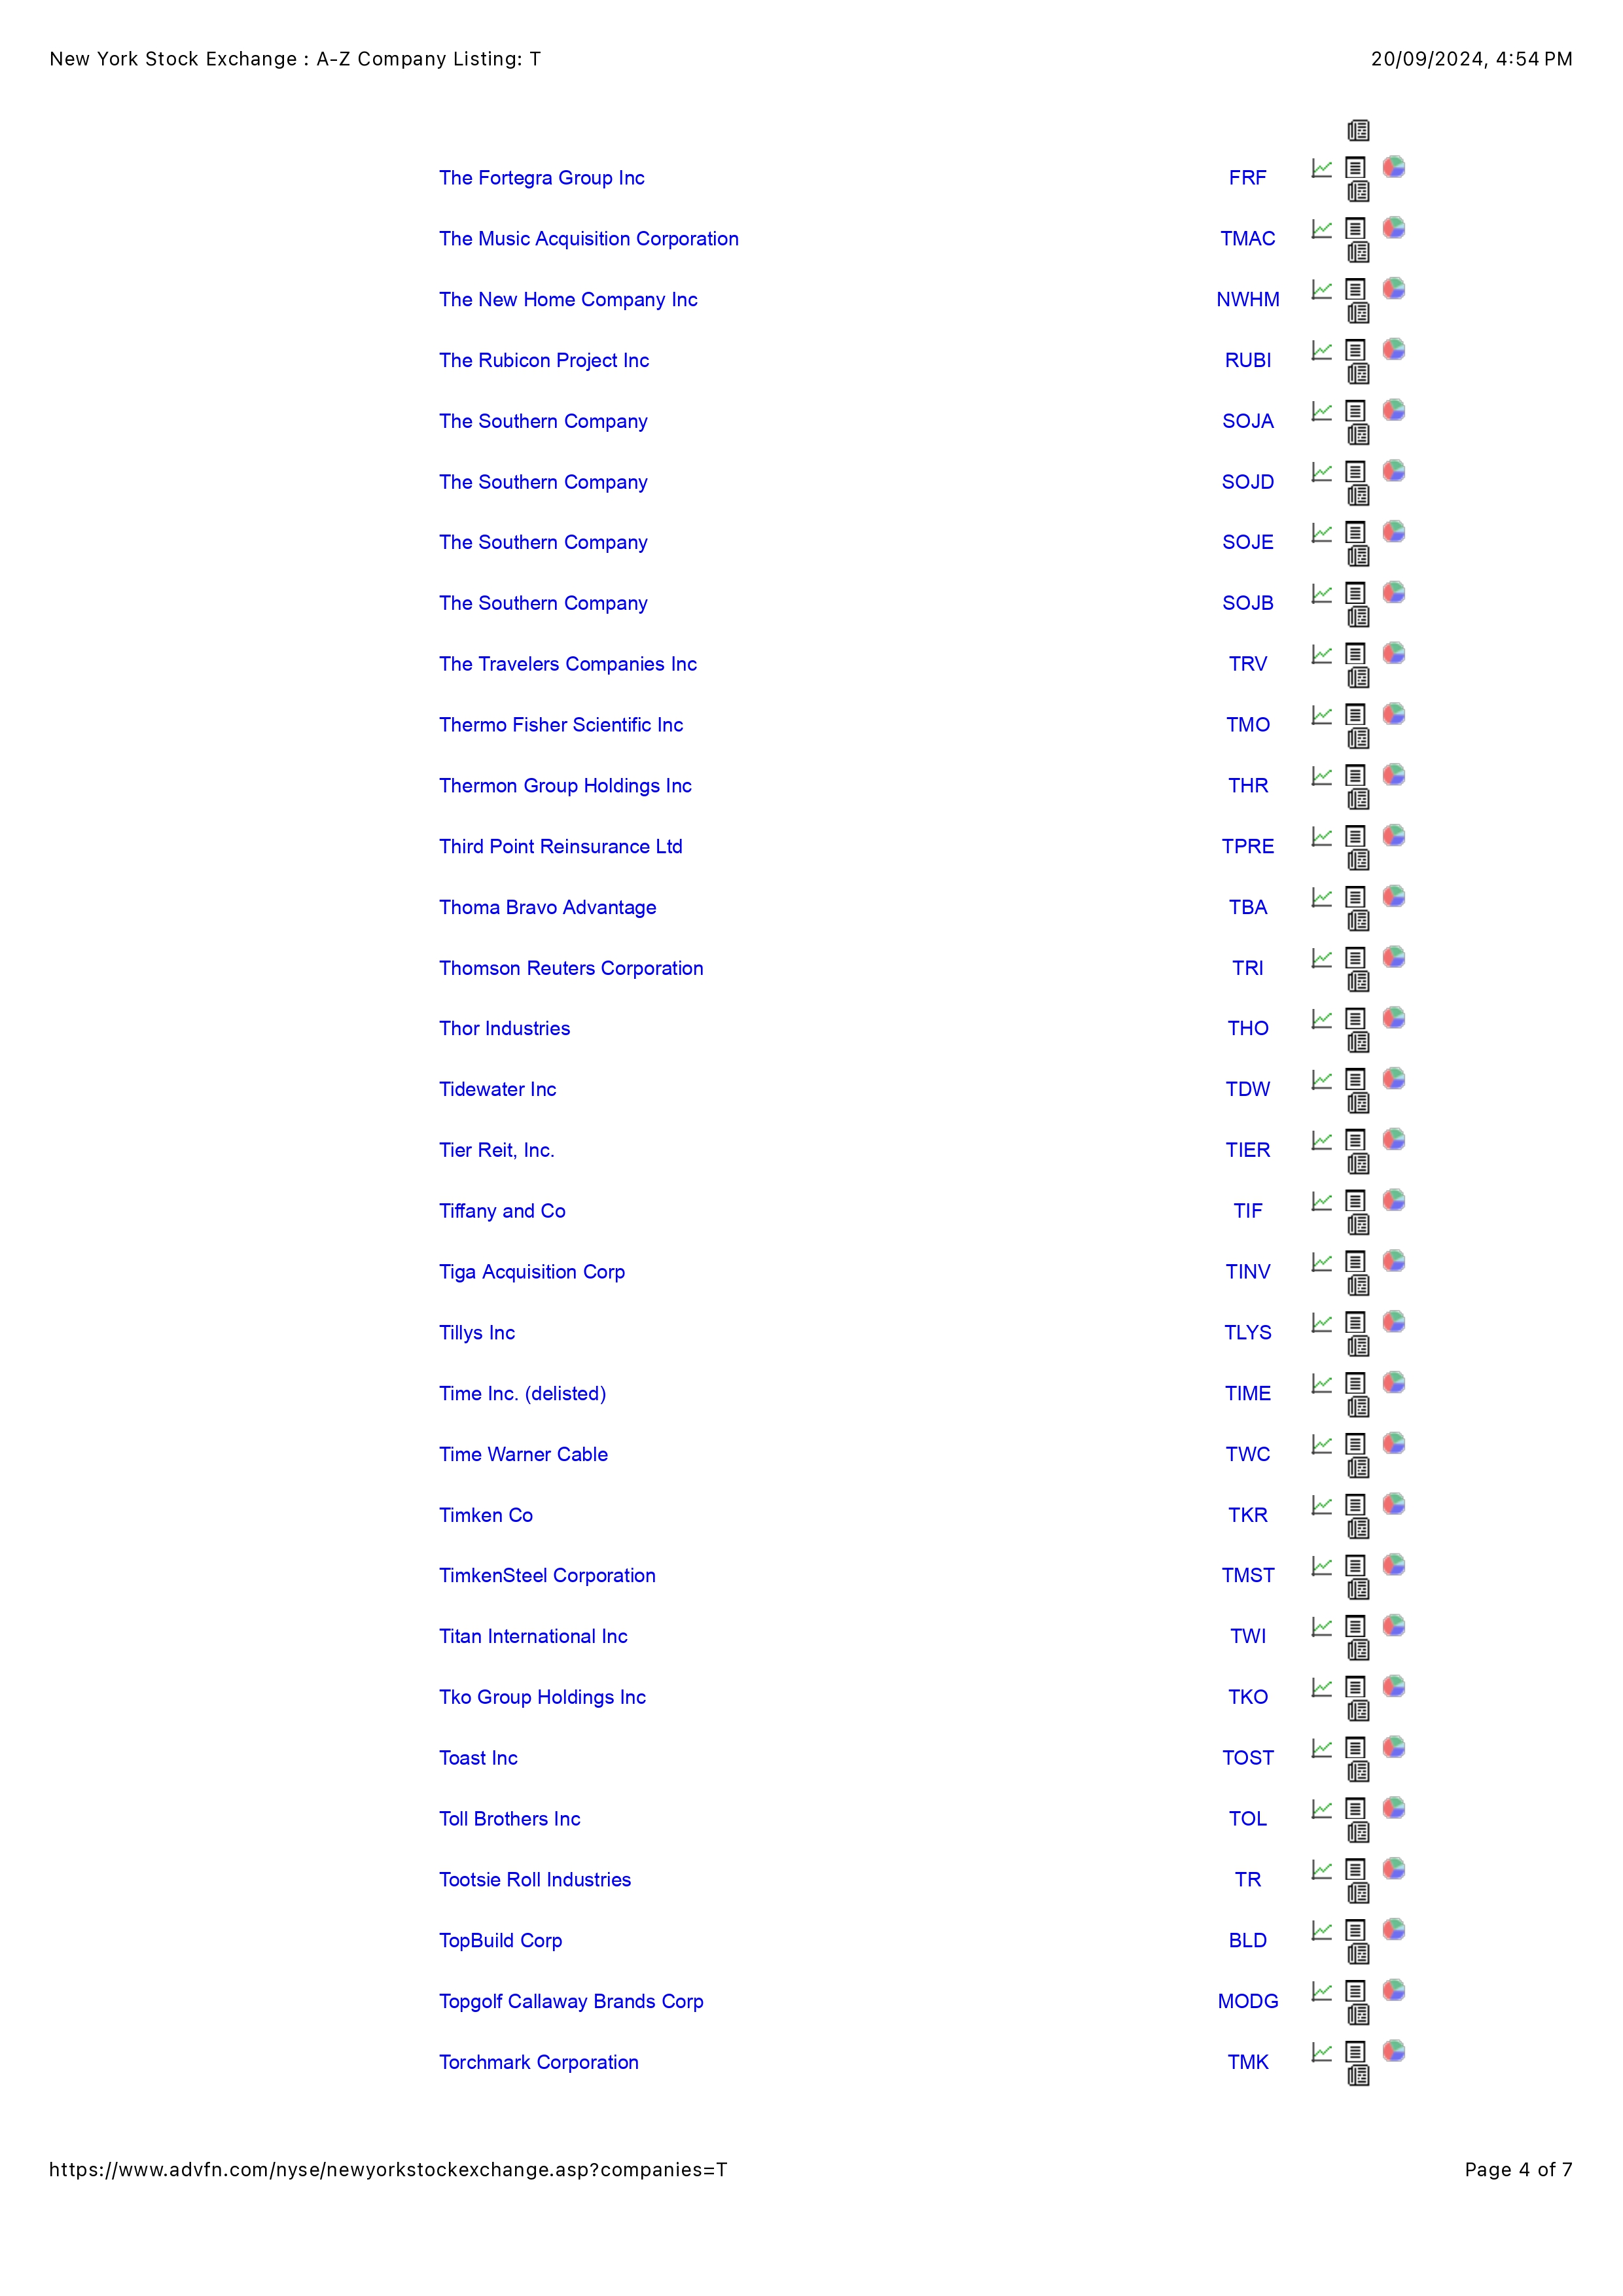 New York Stock Exchange : A-Z Company Listing: T 20/09/2024, 4:54 PM
The Fortegra Group Inc FRF
The Music Acquisition Corporation TMAC
The New Home Company Inc NWHM
The Rubicon Project Inc RUBI
The Southern Company SOJA
The Southern Company SOJD
The Southern Company SOJE
The Southern Company SOJB
The Travelers Companies Inc TRV
Thermo Fisher Scientific Inc TMO
Thermon Group Holdings Inc THR
Third Point Reinsurance Ltd TPRE
Thoma Bravo Advantage TBA
Thomson Reuters Corporation TRI
Thor Industries THO
Tidewater Inc TDW
Tier Reit, Inc. TIER
Tiffany and Co TIF
Tiga Acquisition Corp TINV
Tillys Inc TLYS
Time Inc. (delisted) TIME
Time Warner Cable TWC
Timken Co TKR
TimkenSteel Corporation TMST
Titan International Inc TWI
Tko Group Holdings Inc TKO
Toast Inc TOST
Toll Brothers Inc TOL
Tootsie Roll Industries TR
TopBuild Corp BLD
Topgolf Callaway Brands Corp MODG
Torchmark Corporation TMK
https://www.advfn.com/nyse/newyorkstockexchange.asp?companies=T Page 4 of 7